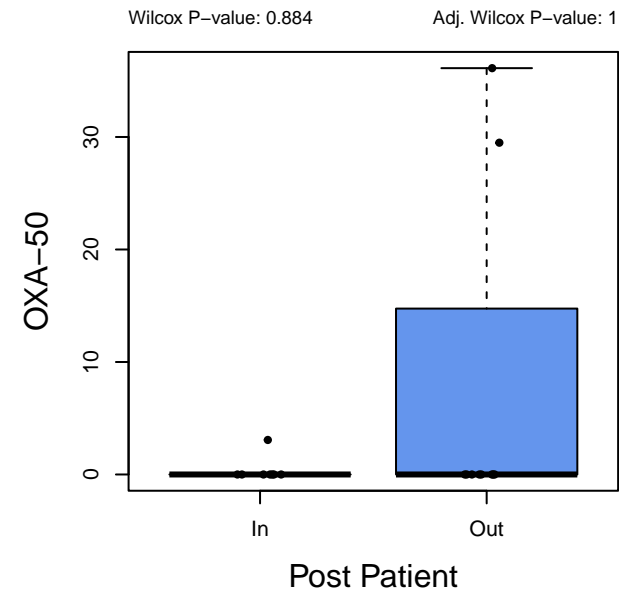 Wilcox P−value: 0.884
Adj. Wilcox P−value: 1
OXA−50
30
20
10
0
In
Out
Post Patient